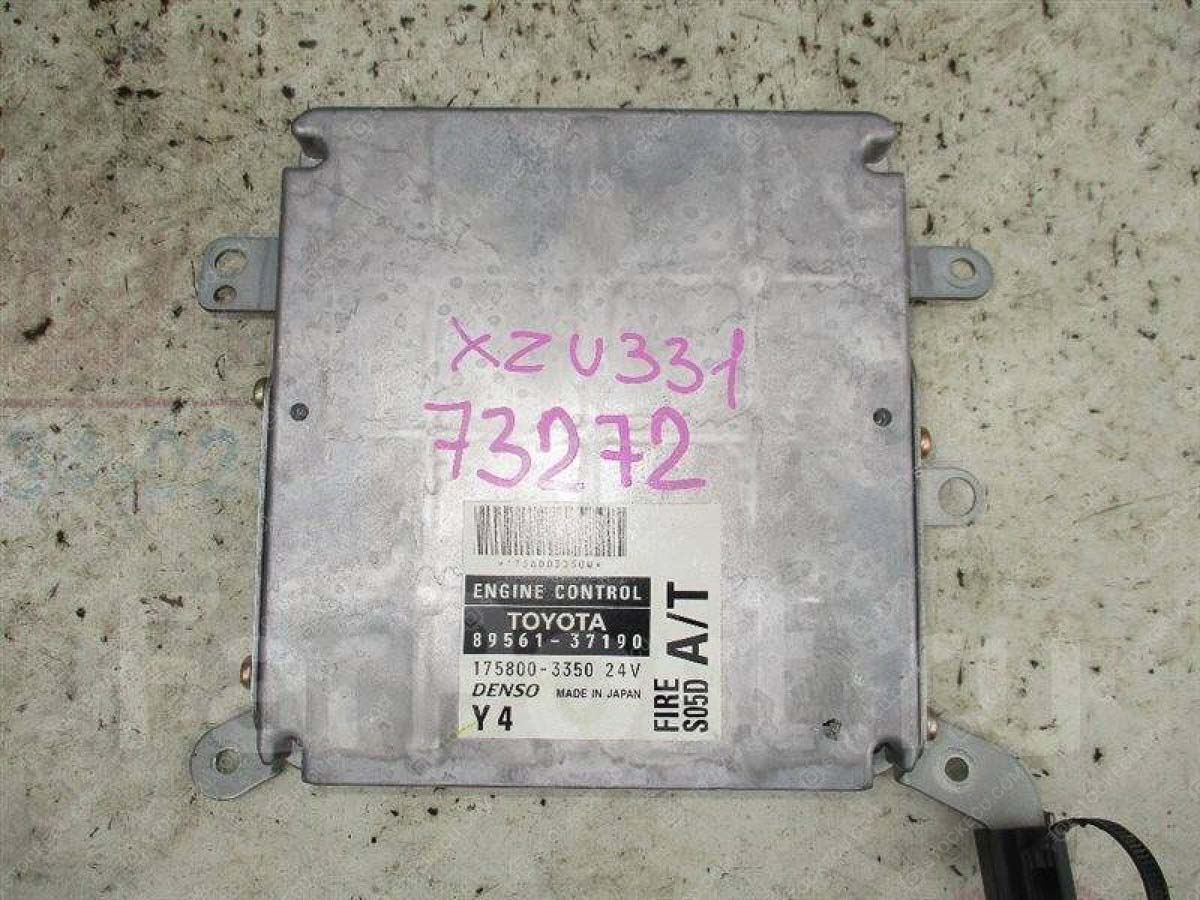 XZU331
73272
ENGINE CONTROL
TOYOTA
89561-37190
175800-3350 24V
DENSO MADE IN JAPAN
Y4
FIRE A/T
S05D